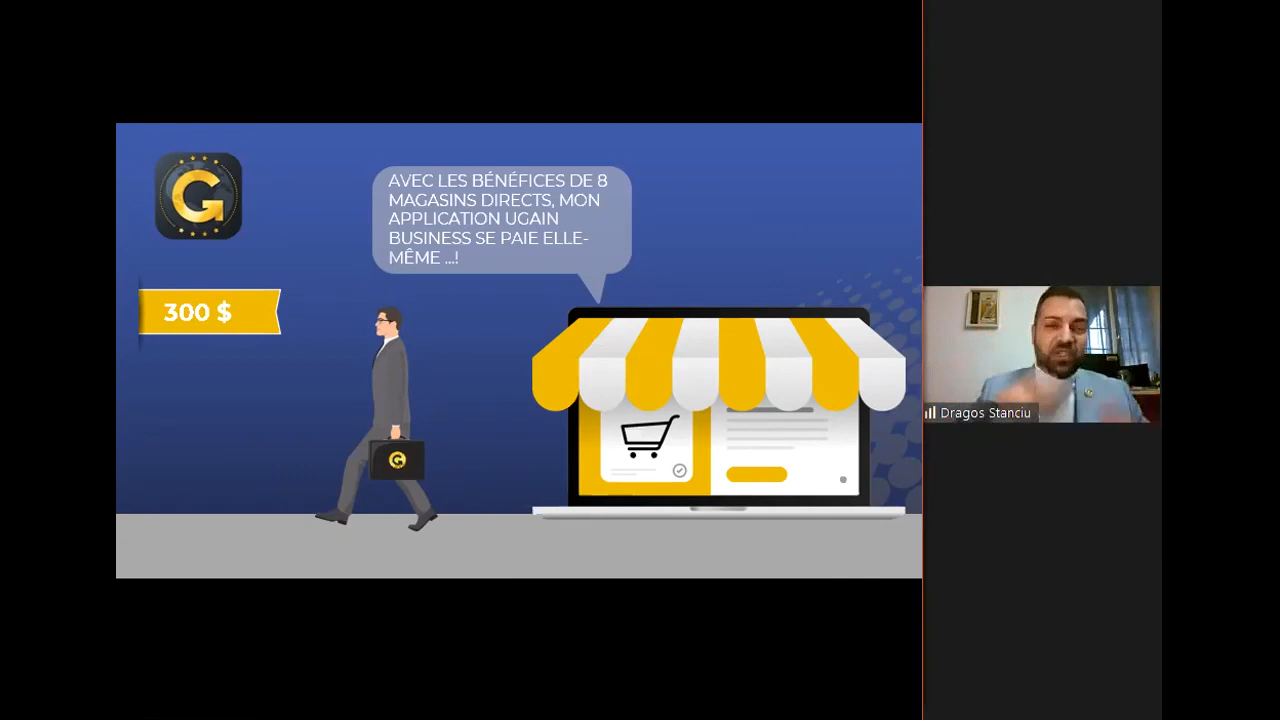 AVEC LES BÉNÉFICES DE 8
MAGASINS DIRECTS, MON
APPLICATION UGAIN
BUSINESS SE PAIE ELLE-
MÊME ...!
300 $
Dragos Stanciu